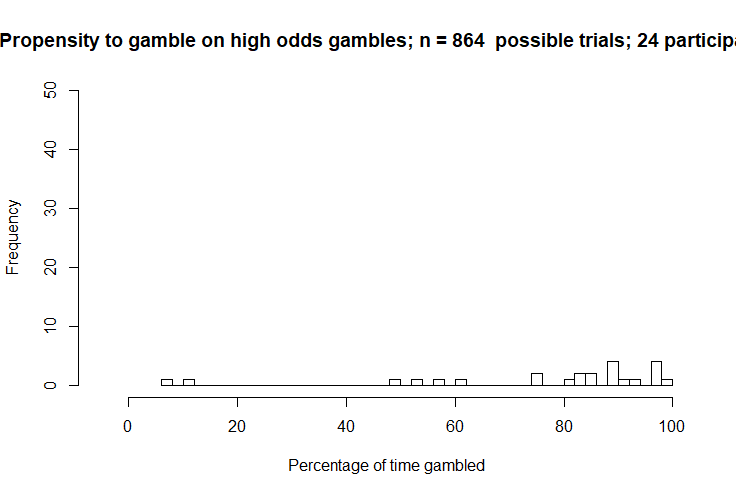 Propensity to gamble on high odds gambles; n = 864 possible trials; 24 particip
50
40
30
20
10
0
Frequency
0 20 40 60 80 100
Percentage of time gambled